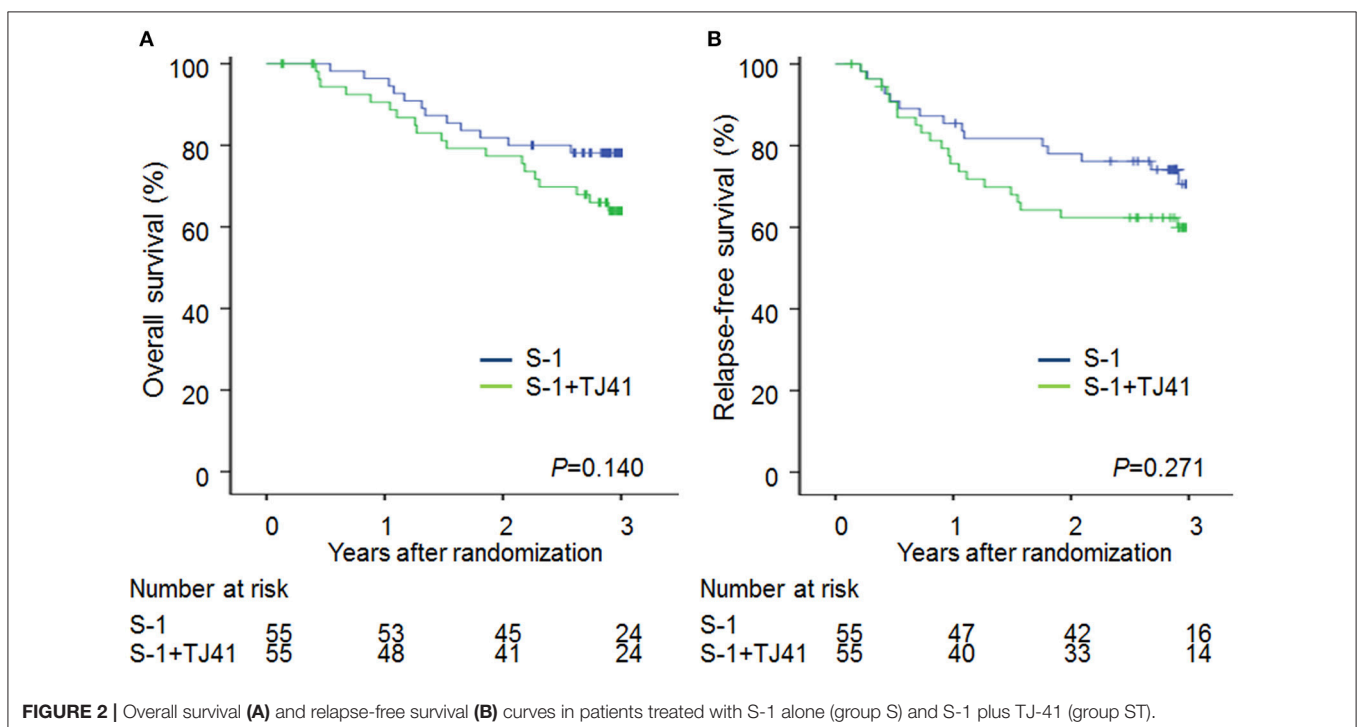 A
Overall survival (%)
100
80
60
40
20
0
S-1
S-1+TJ41
P=0.140
0 1 2 3
Years after randomization
Number at risk
S-1 55 53 45 24
S-1+TJ41 55 48 41 24
B
Relapse-free survival (%)
100
80
60
40
20
0
S-1
S-1+TJ41
P=0.271
0 1 2 3
Years after randomization
Number at risk
S-1 55 47 42 16
S-1+TJ41 55 40 33 14
FIGURE 2 | Overall survival (A) and relapse-free survival (B) curves in patients treated with S-1 alone (group S) and S-1 plus TJ-41 (group ST).